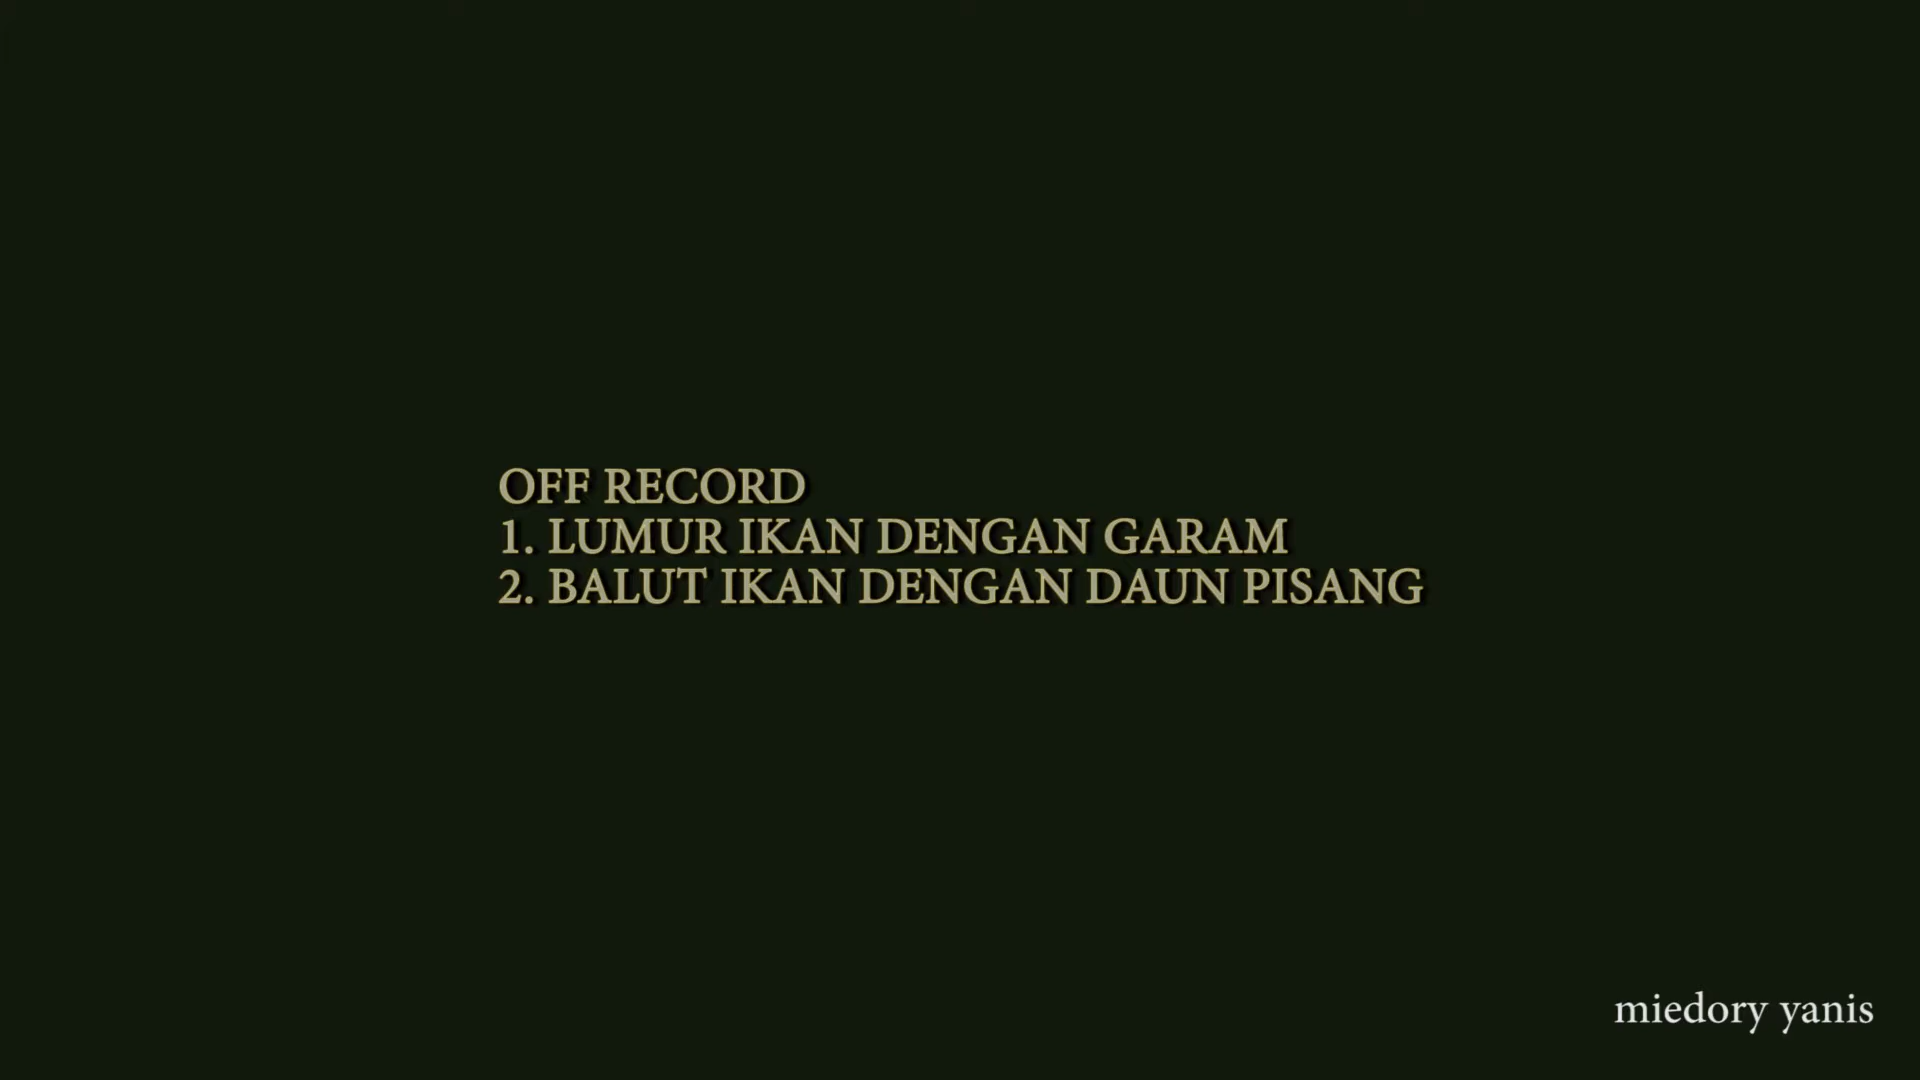 OFF RECORD
1. LUMUR IKAN DENGAN GARAM
2. BALUT IKAN DENGAN DAUN PISANG
miedory yanis